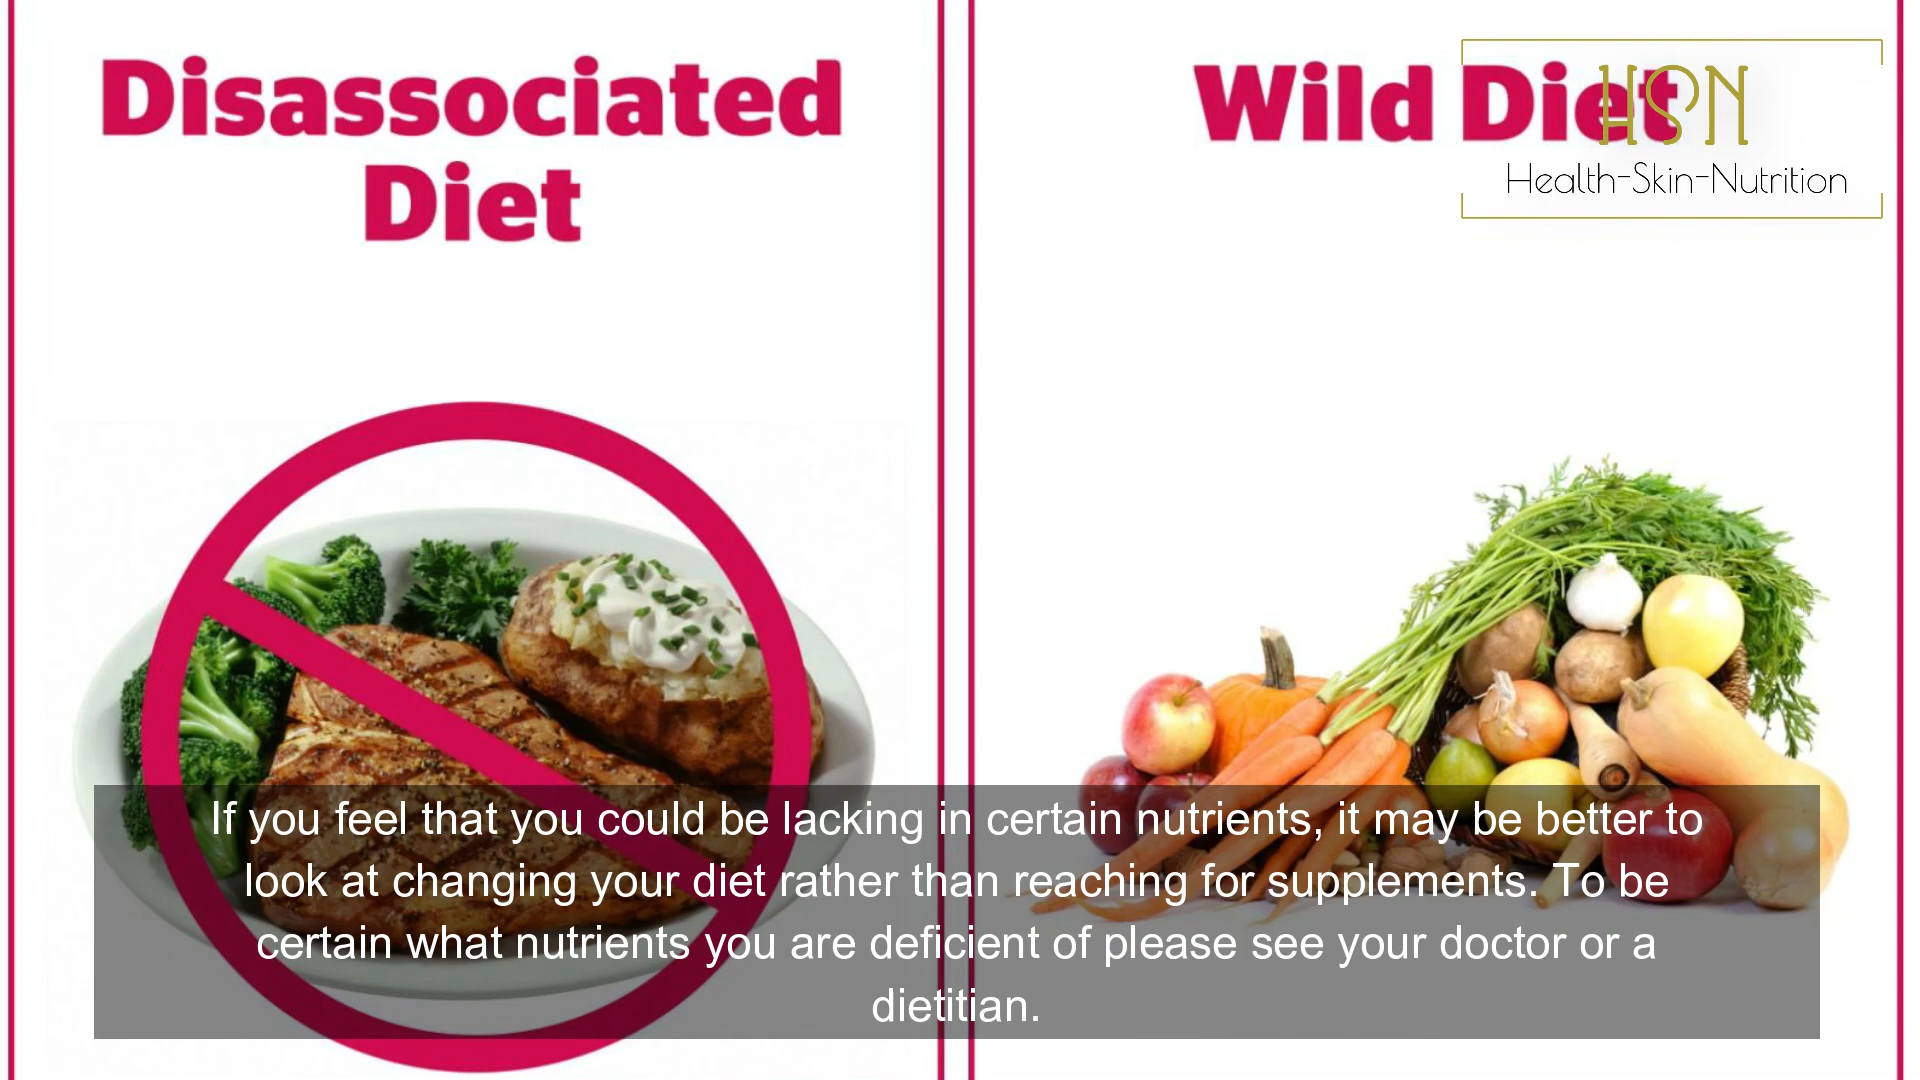 Disassociated
Diet
Wild Diet
HSN
Health-Skin-Nutrition
If you feel that you could be lacking in certain nutrients, it may be better to
look at changing your diet rather than reaching for supplements. To be
certain what nutrients you are deficient of please see your doctor or a
dietitian.